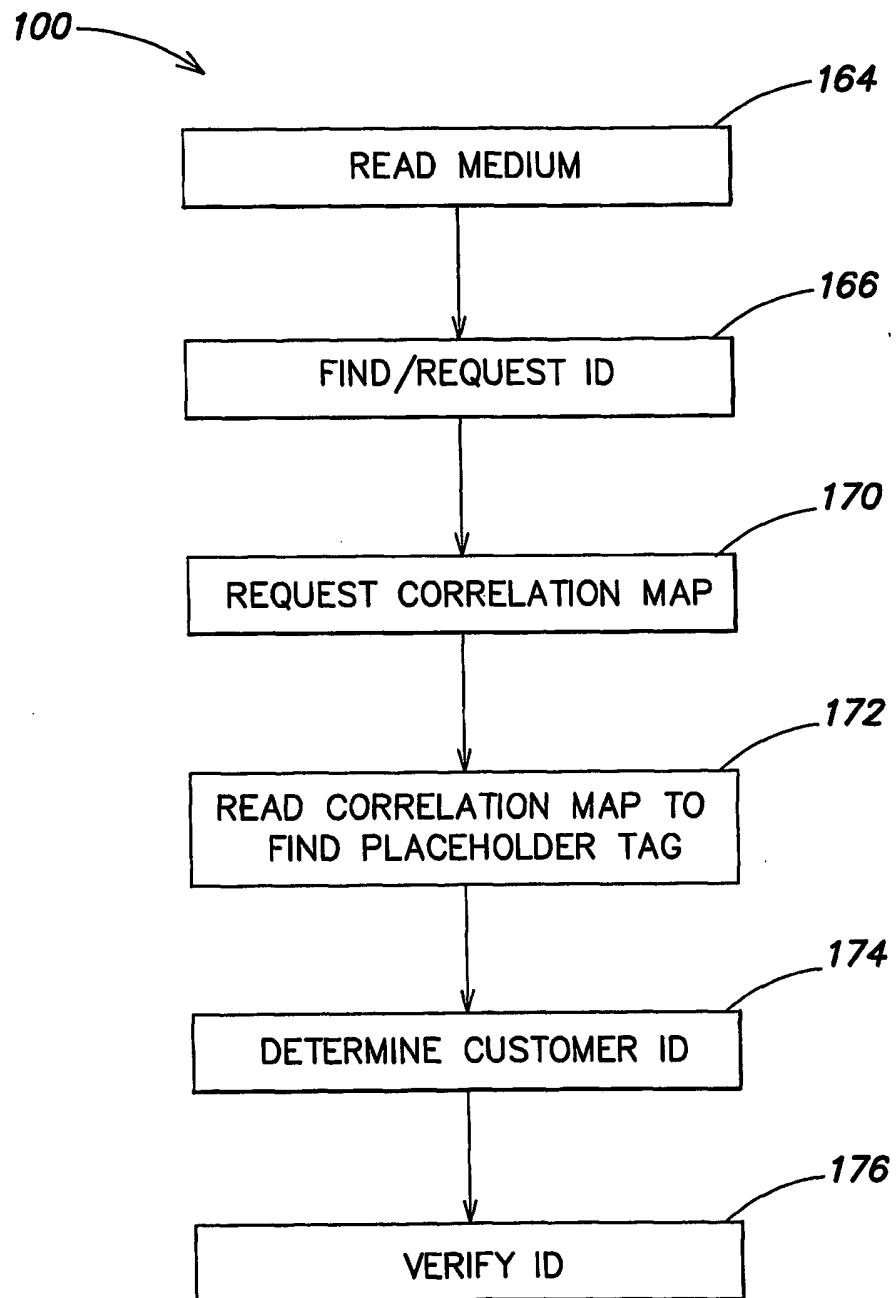 100
164
READ MEDIUM
166
FIND/REQUEST ID
170
REQUEST CORRELATION MAP
172
READ CORRELATION MAP TO
FIND PLACEHOLDER TAG
174
DETERMINE CUSTOMER ID
176
VERIFY ID